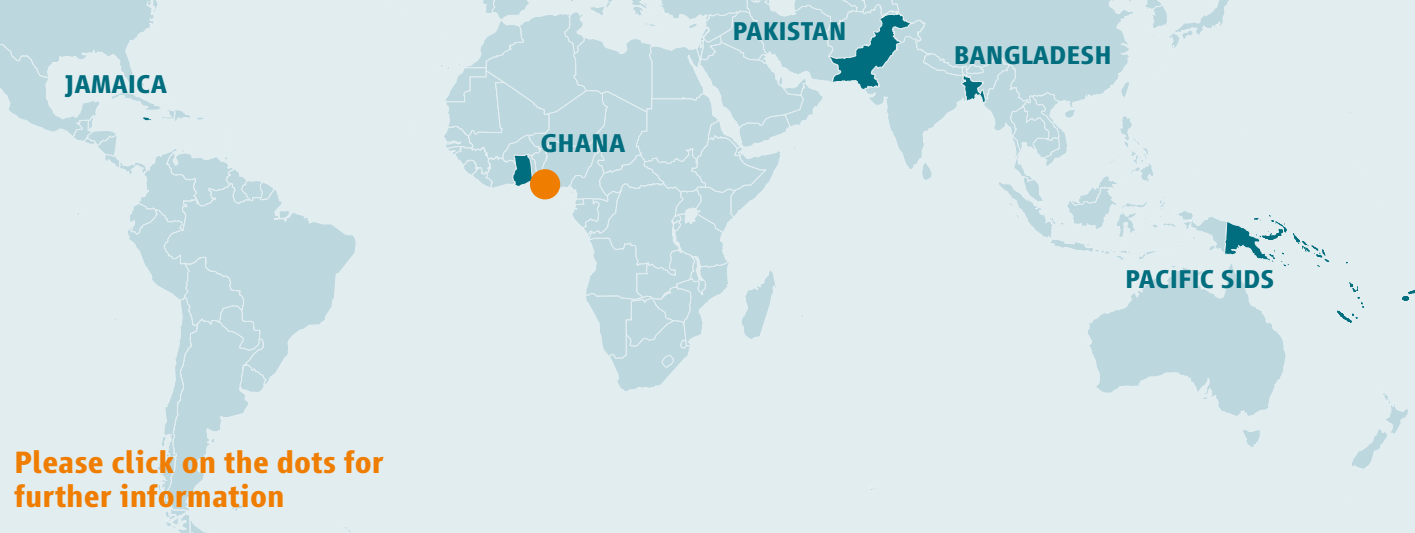 PAKISTAN
BANGLADESH
JAMAICA
GHANA
PACIFIC SIDS
Please click on the dots for
further information